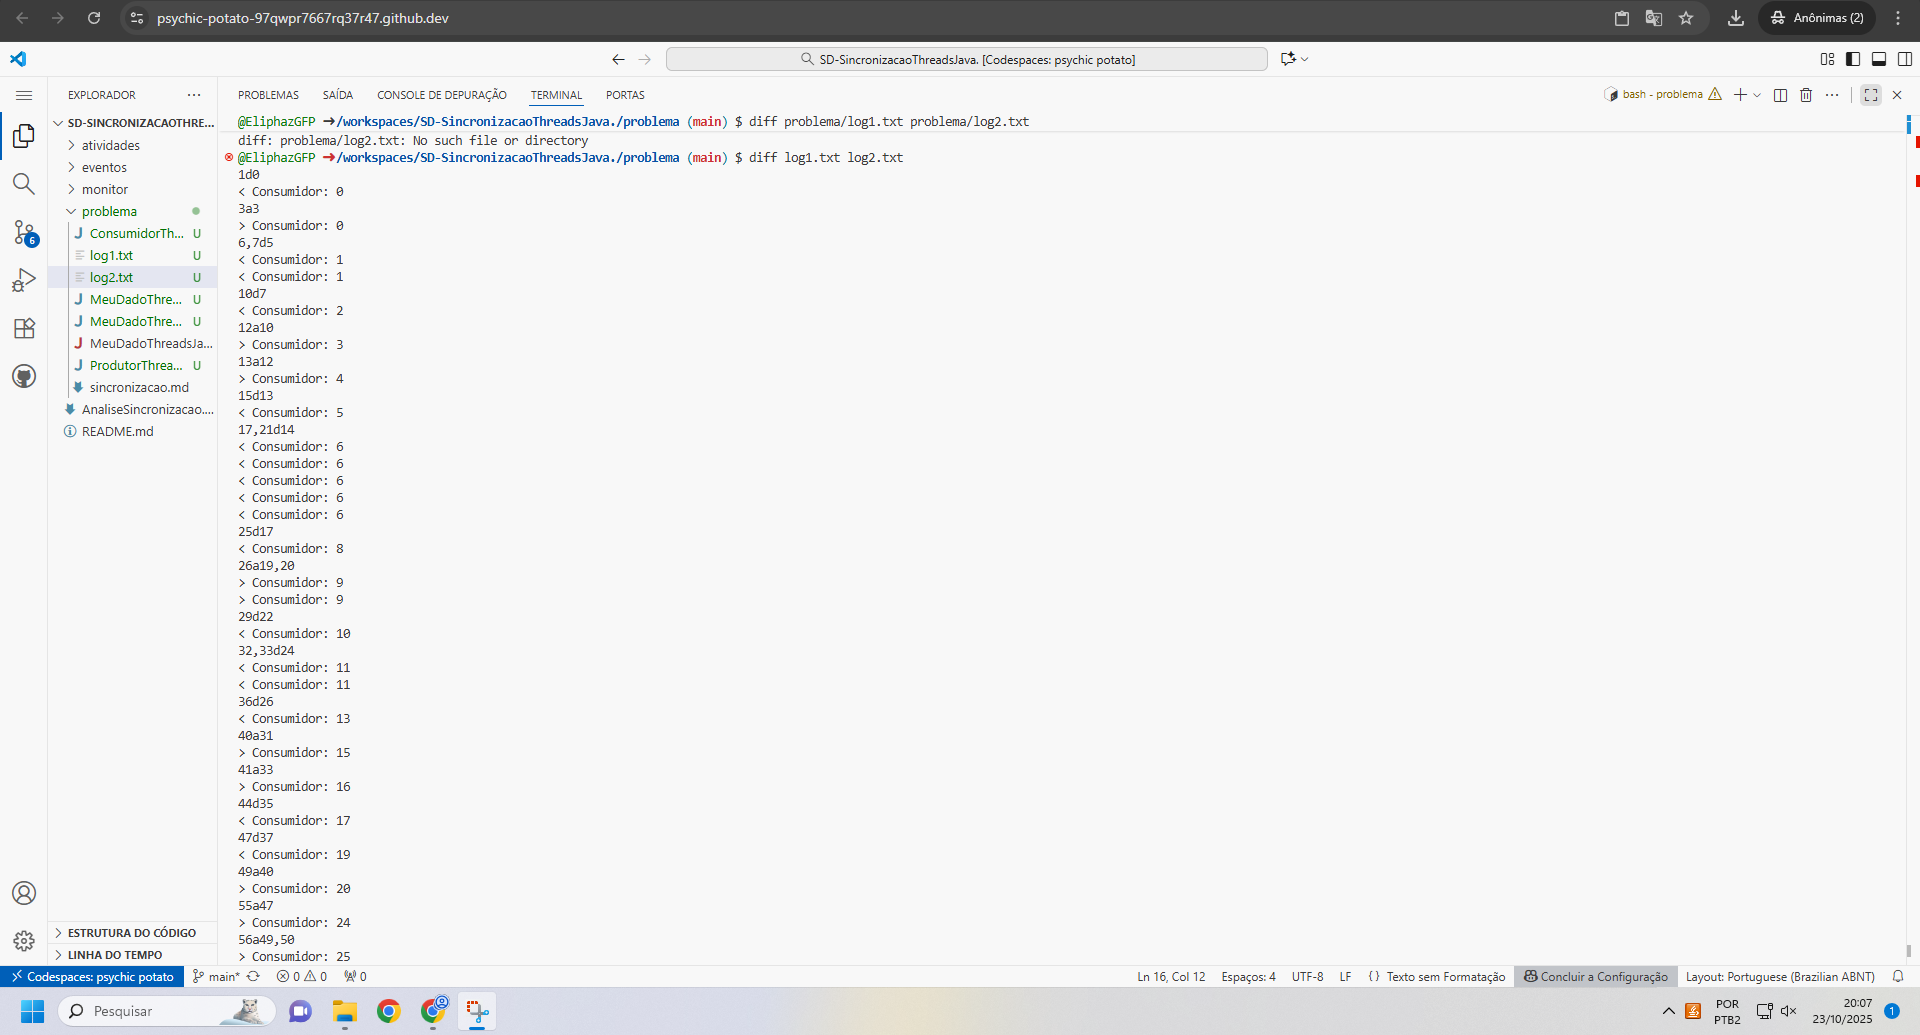 psychic-potato-97qwpr7667rq37r47.github.dev
Anônimas (2)
SD-SincronizacaoThreadsJava. [Codespaces: psychic potato]
EXPLORADOR
PROBLEMAS SAÍDA CONSOLE DE DEPURAÇÃO TERMINAL PORTAS
bash - problema
SD-SINCRONIZACAOTHRE...
atividades
eventos
monitor
problema
ConsumidorTh... U
log1.txt U
log2.txt U
MeuDadoThre... U
MeuDadoThre... U
MeuDadoThreadsJa...
ProdutorThrea... U
sincronizacao.md
AnaliseSincronizacao....
README.md
ESTRUTURA DO CÓDIGO
LINHA DO TEMPO
6
@EliphazGFP ➜/workspaces/SD-SincronizacaoThreadsJava./problema (main) $ diff problema/log1.txt problema/log2.txt
diff: problema/log2.txt: No such file or directory
@EliphazGFP ➜/workspaces/SD-SincronizacaoThreadsJava./problema (main) $ diff log1.txt log2.txt
1d0
< Consumidor: 0
3a3
> Consumidor: 0
6,7d5
< Consumidor: 1
< Consumidor: 1
10d7
< Consumidor: 2
12a10
> Consumidor: 3
13a12
> Consumidor: 4
15d13
< Consumidor: 5
17,21d14
< Consumidor: 6
< Consumidor: 6
< Consumidor: 6
< Consumidor: 6
< Consumidor: 6
25d17
< Consumidor: 8
26a19,20
> Consumidor: 9
> Consumidor: 9
29d22
< Consumidor: 10
32,33d24
< Consumidor: 11
< Consumidor: 11
36d26
< Consumidor: 13
40a31
> Consumidor: 15
41a33
> Consumidor: 16
44d35
< Consumidor: 17
47d37
< Consumidor: 19
49a40
> Consumidor: 20
55a47
> Consumidor: 24
56a49,50
> Consumidor: 25
Codespaces: psychic potato main* 0 0 0 Ln 16, Col 12 Espaços: 4 UTF-8 LF {} Texto sem Formatação Concluir a Configuração Layout: Portuguese (Brazilian ABNT)
Pesquisar
POR
PTB2
20:07
23/10/2025
1